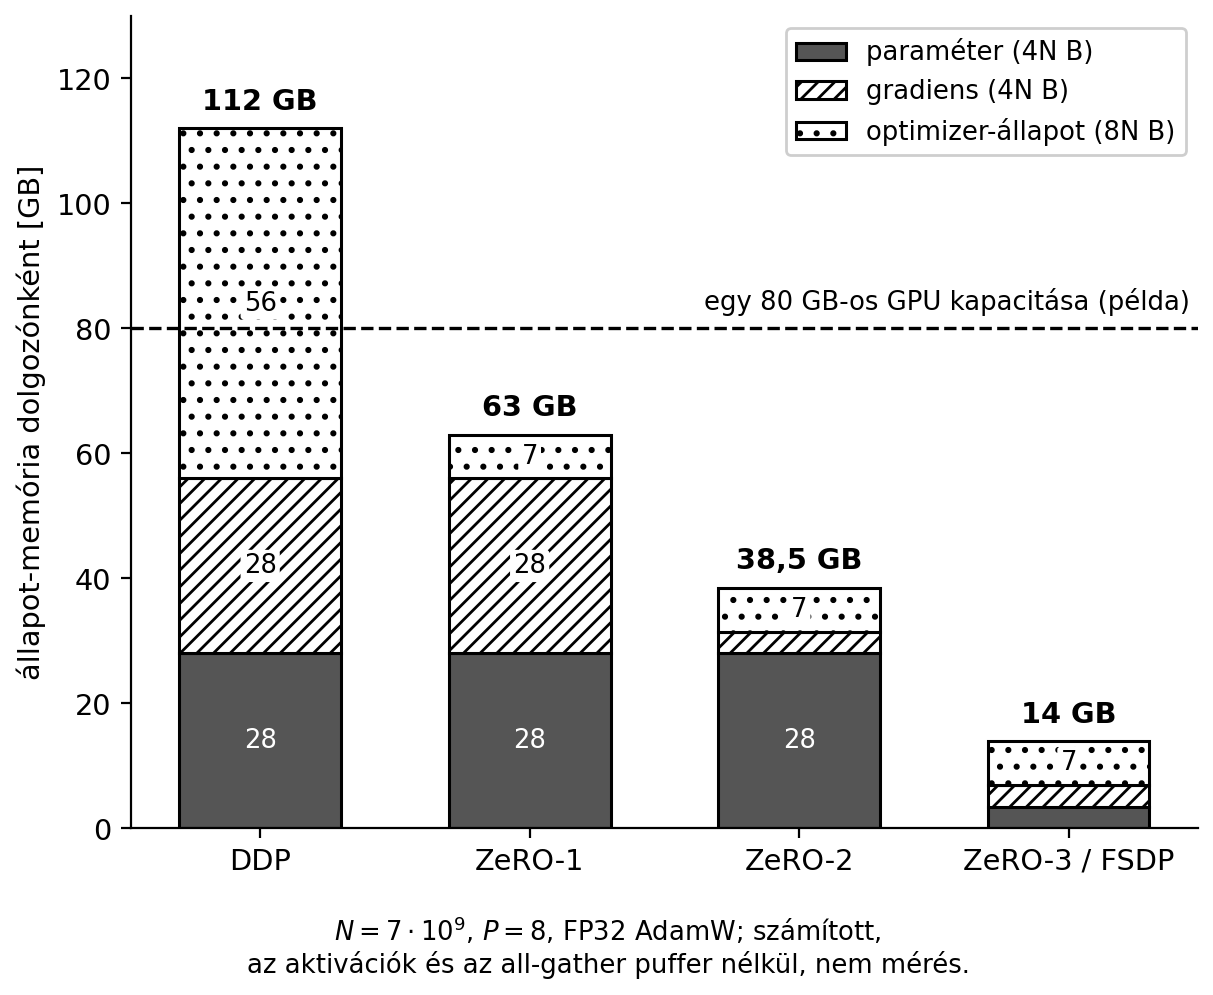 paraméter (4N B)
gradiens (4N B)
optimizer-állapot (8N B)
állapot-memória dolgozónként [GB]
120
100
80
60
40
20
0
112 GB
56
28
28
egy 80 GB-os GPU kapacitása (példa)
63 GB
7
28
28
38,5 GB
7
28
14 GB
7
DDP
ZeRO-1
ZeRO-2
ZeRO-3 / FSDP
N = 7 · 10⁹, P = 8, FP32 AdamW; számított,
az aktivációk és az all-gather puffer nélkül, nem mérés.